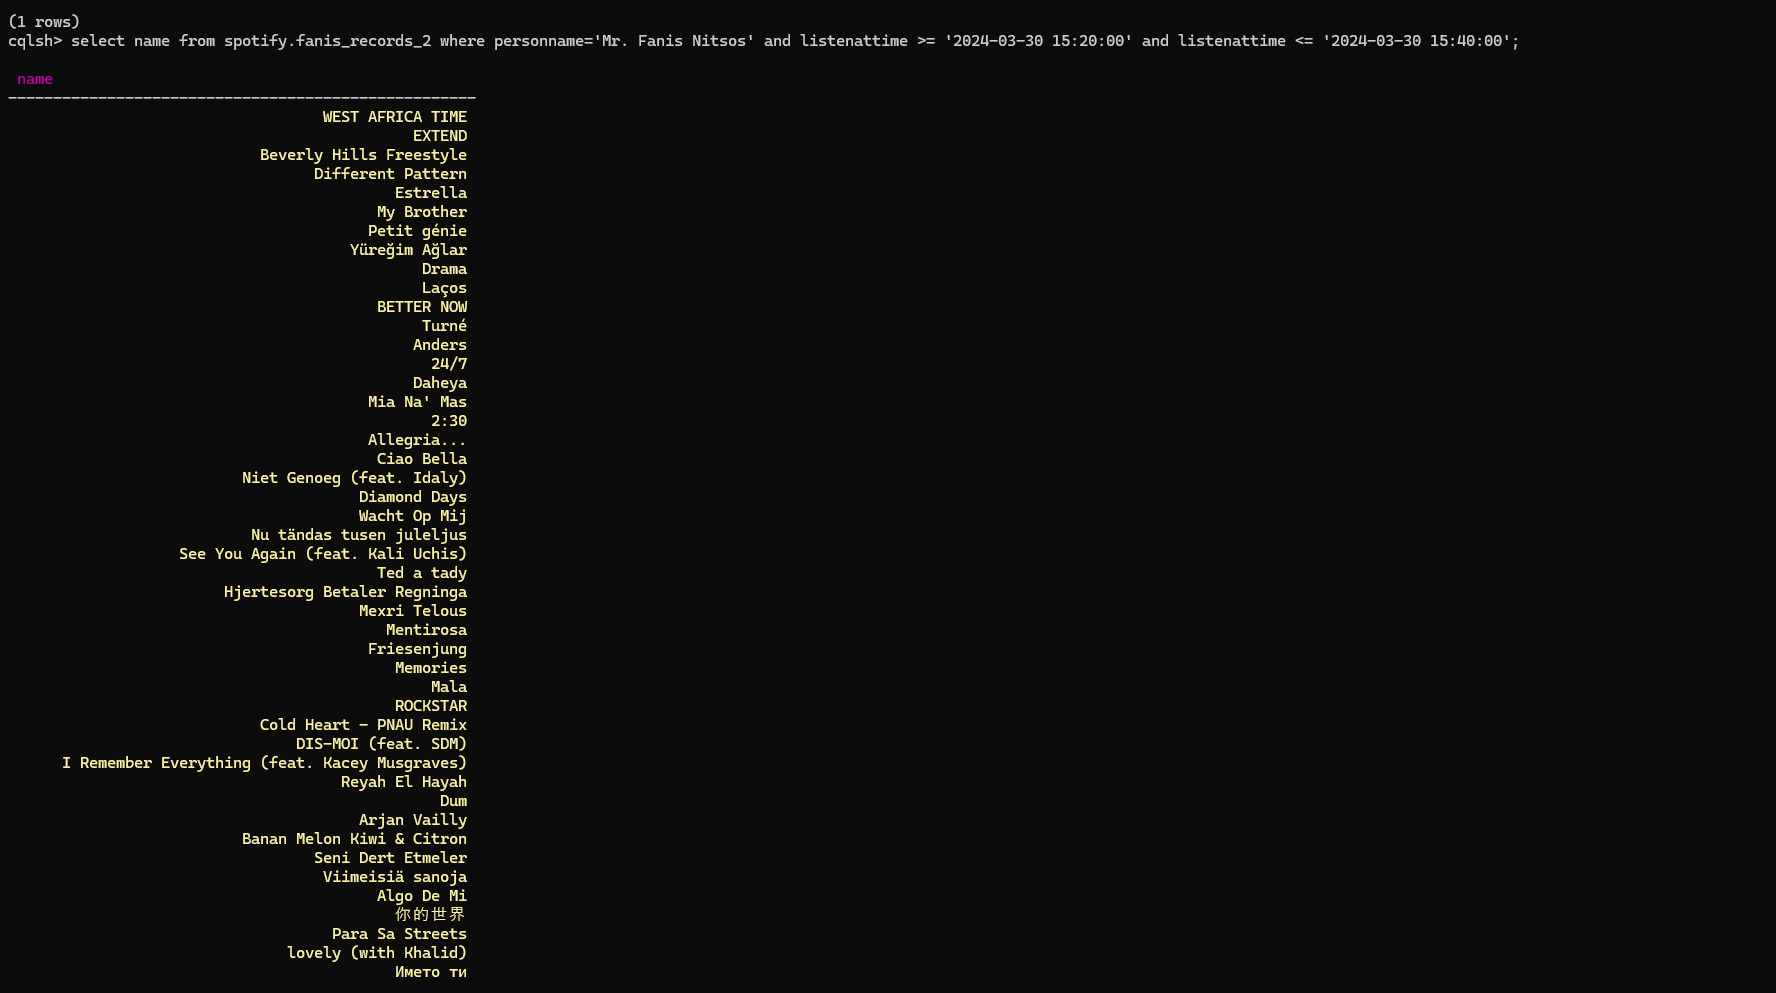 (1 rows)
cqlsh> select name from spotify.fanis_records_2 where personname='Mr. Fanis Nitsos' and listenattime >= '2024-03-30 15:20:00' and listenattime <= '2024-03-30 15:40:00';
name
----------------------------------------------------
WEST AFRICA TIME
EXTEND
Beverly Hills Freestyle
Different Pattern
Estrella
My Brother
Petit génie
Yüreğim Ağlar
Drama
Laços
BETTER NOW
Turné
Anders
24/7
Daheya
Mia Na' Mas
2:30
Allegria...
Ciao Bella
Niet Genoeg (feat. Idaly)
Diamond Days
Wacht Op Mij
Nu tändas tusen juleljus
See You Again (feat. Kali Uchis)
Ted a tady
Hjertesorg Betaler Regninga
Mexri Telous
Mentirosa
Friesenjung
Memories
Mala
ROCKSTAR
Cold Heart - PNAU Remix
DIS-MOI (feat. SDM)
I Remember Everything (feat. Kacey Musgraves)
Reyah El Hayah
Dum
Arjan Vailly
Banan Melon Kiwi & Citron
Seni Dert Etmeler
Viimeisiä sanoja
Algo De Mi
你的世界
Para Sa Streets
lovely (with Khalid)
Името ти